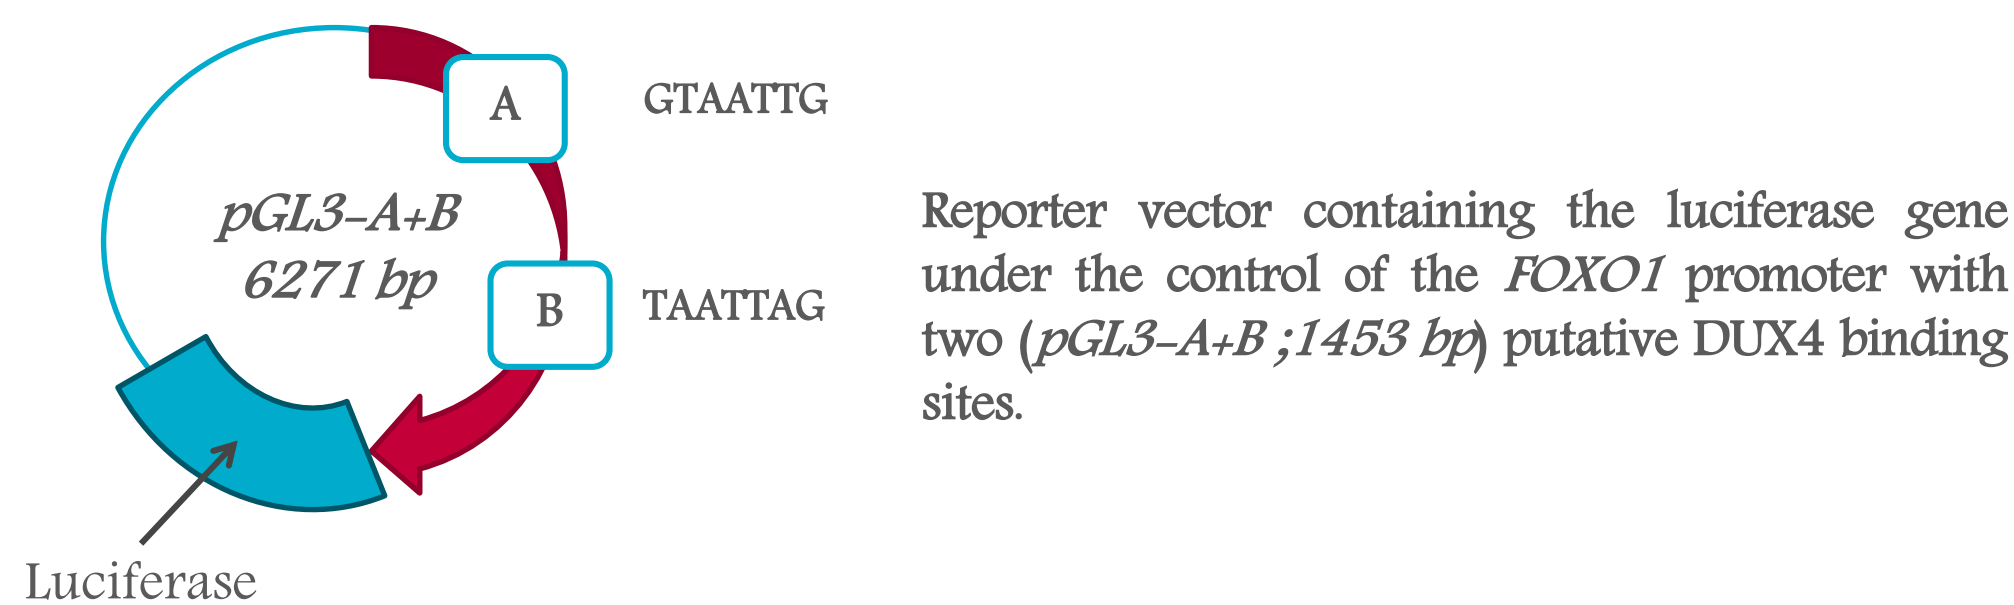 A
GTAATTG
pGL3-A+B
6271 bp
B
TAATTAG
Luciferase
Reporter vector containing the luciferase gene
under the control of the FOXO1 promoter with
two (pGL3-A+B ;1453 bp) putative DUX4 binding
sites.